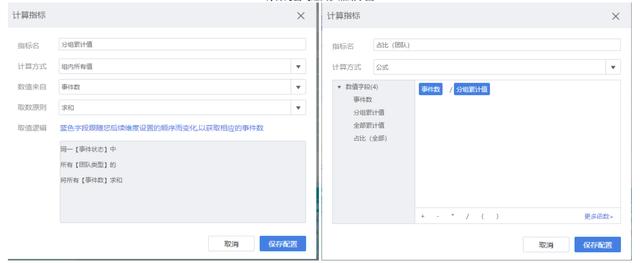 计算指标
指标名
分组累计值
计算方式
组内所有值
数值来自
事件数
取数原则
求和
取值逻辑
蓝色字段跟随您后续维度设置的顺序而变化,以获取相应的事件数
同一【事件状态】中
所有【团队类型】的
将所有【事件数】求和
取消
保存配置
计算指标
指标名
占比（团队）
计算方式
公式
数值字段(4)
事件数
分组累计值
全部累计值
占比（全部）
事件数 / 分组累计值
+ - * / ( )
更多函数»
取消
保存配置